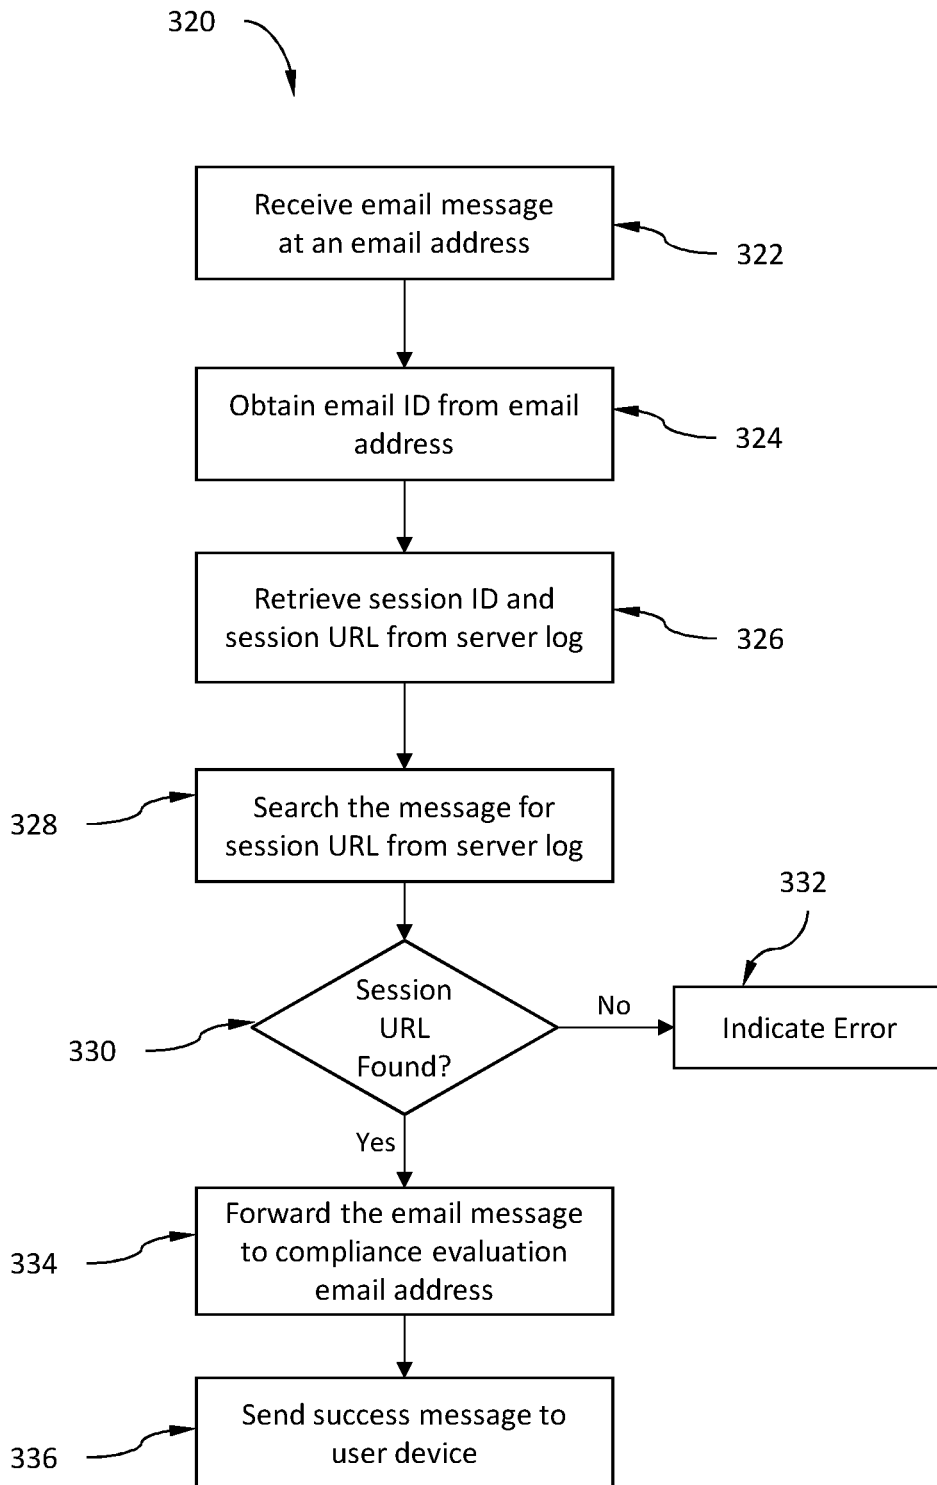 320
Receive email message
at an email address
322
Obtain email ID from email
address
324
Retrieve session ID and
session URL from server log
326
Search the message for
session URL from server log
328
332
Session
URL
Found?
330
No
Indicate Error
Yes
Forward the email message
to compliance evaluation
email address
334
Send success message to
user device
336